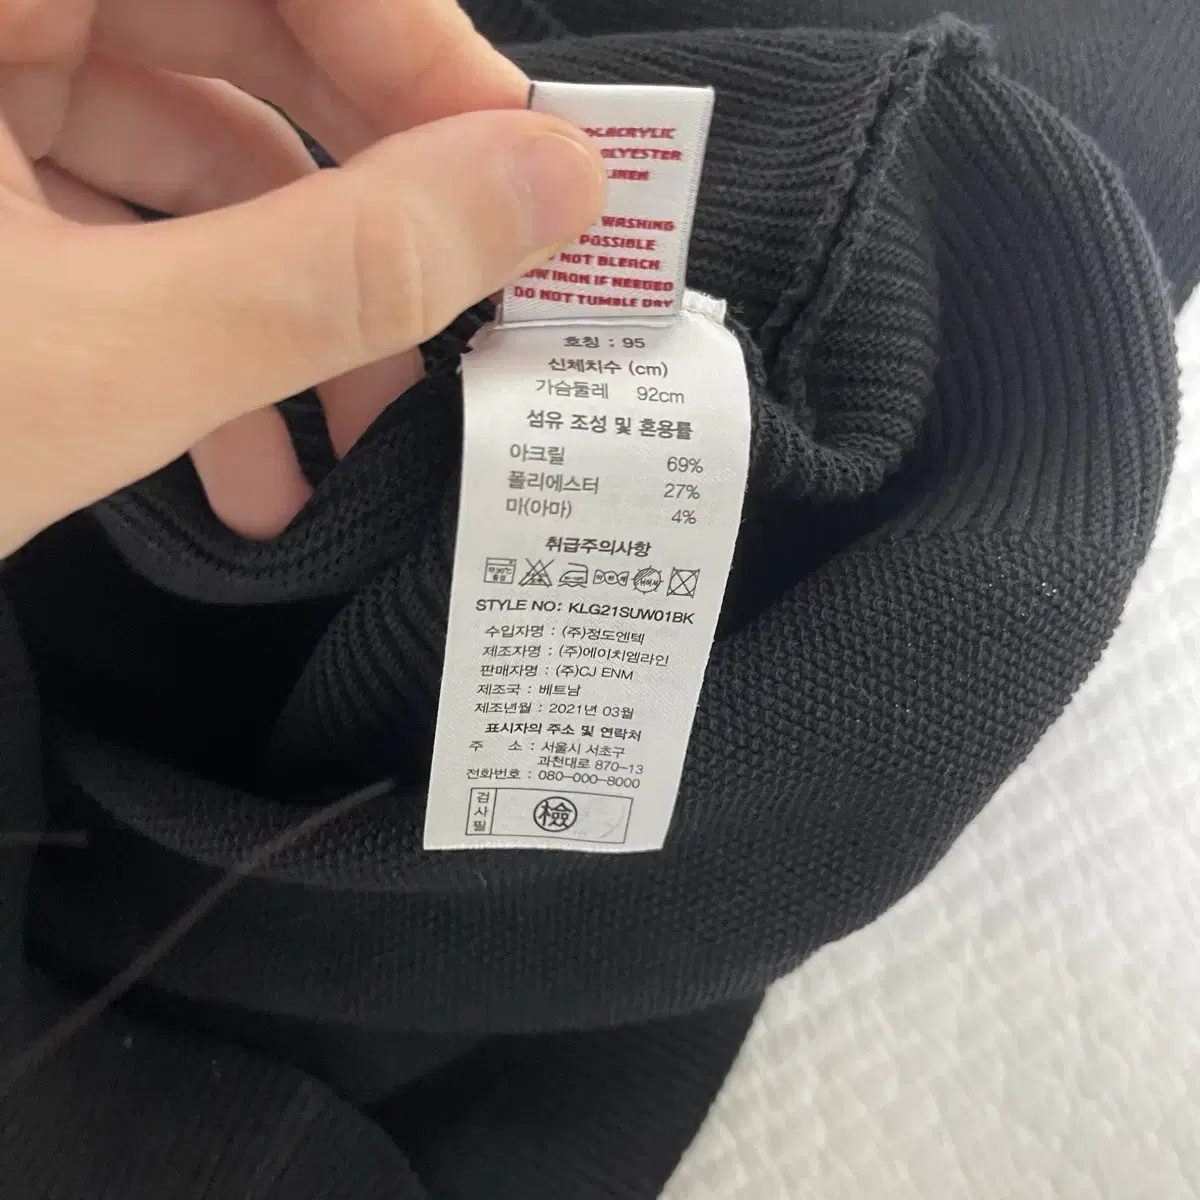 ACRYLIC
LINEN
WASHING
POSSIBLE
NOT BLEACH
IRON IF NEEDED
DO NOT TUMBLE DRY
호칭 : 95
신체치수 (cm)
가슴둘레 92cm
섬유 조성 및 혼용률
아크릴 69%
폴리에스터 27%
마(아마) 4%
취급주의사항
STYLE NO: KLG21SUW01BK
수입자명 : (주)정도엔텍
제조자명 : (주)에이치엠라인
판매자명 : (주)CJ ENM
제조국 : 베트남
제조년월 : 2021년 03월
표시자의 주소 및 연락처
주 소 : 서울시 서초구
과천대로 870-13
전화번호 : 080-000-8000
검사필 檢